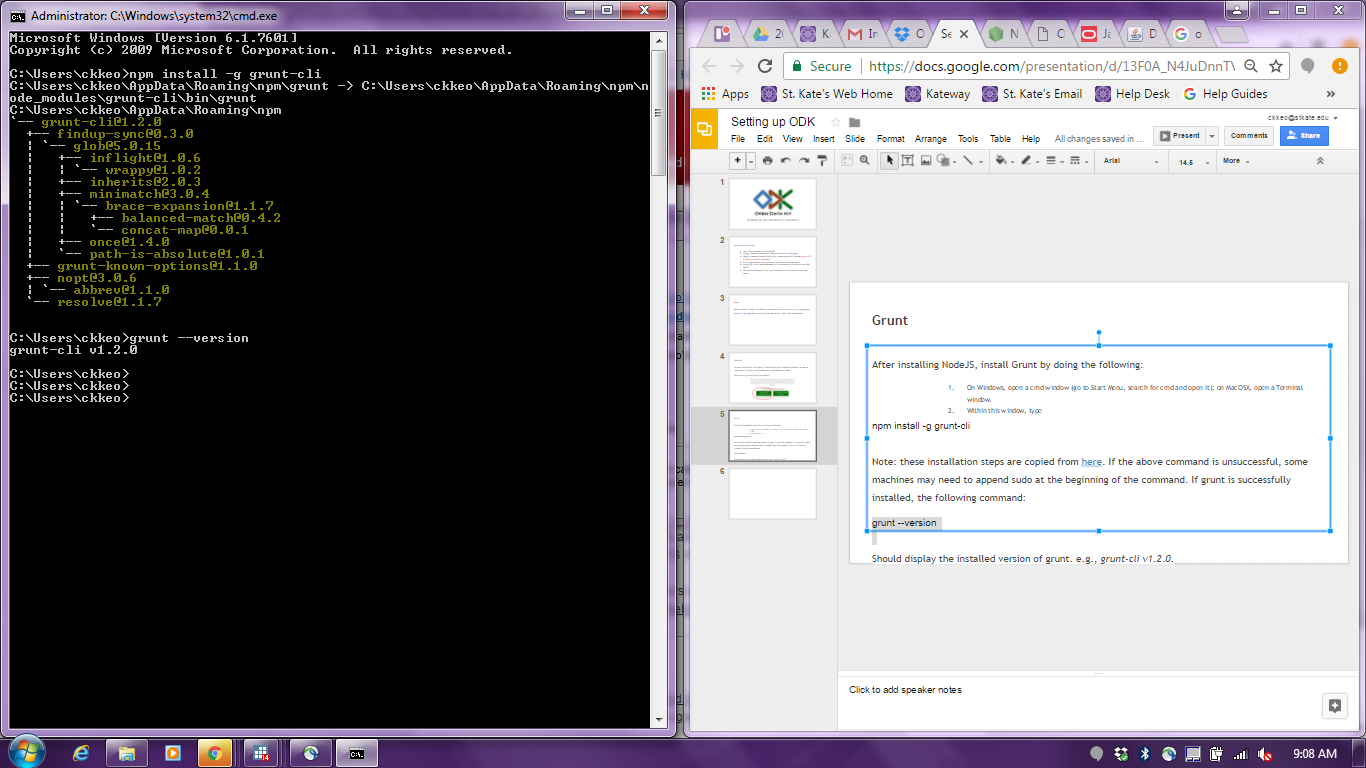 Administrator: C:\Windows\system32\cmd.exe
Microsoft Windows [Version 6.1.7601]
Copyright (c) 2009 Microsoft Corporation.  All rights reserved.
C:\Users\ckkeo>npm install -g grunt-cli
C:\Users\ckkeo\AppData\Roaming\npm\grunt -> C:\Users\ckkeo\AppData\Roaming\npm\n
ode_modules\grunt-cli\bin\grunt
C:\Users\ckkeo\AppData\Roaming\npm
`-- grunt-cli@1.2.0
  +-- findup-sync@0.3.0
  | `-- glob@5.0.15
  |   +-- inflight@1.0.6
  |   | `-- wrappy@1.0.2
  |   +-- inherits@2.0.3
  |   +-- minimatch@3.0.4
  |   | `-- brace-expansion@1.1.7
  |   |   +-- balanced-match@0.4.2
  |   |   `-- concat-map@0.0.1
  |   +-- once@1.4.0
  |   `-- path-is-absolute@1.0.1
  +-- grunt-known-options@1.1.0
  +-- nopt@3.0.6
  | `-- abbrev@1.1.0
  `-- resolve@1.1.7
C:\Users\ckkeo>grunt --version
grunt-cli v1.2.0
C:\Users\ckkeo>
C:\Users\ckkeo>
C:\Users\ckkeo>
Secure https://docs.google.com/presentation/d/13F0A_N4JuDnnT
Apps St. Kate's Web Home Kateway St. Kate's Email Help Desk Help Guides
Setting up ODK
ckkeo@stkate.edu
File Edit View Insert Slide Format Arrange Tools Table Help All changes saved in ...
Present Comments Share
Arial 14.5 More
1
OPEN DATA KIT
2
3
4
5
6
Grunt
After installing NodeJS, install Grunt by doing the following:
1. On Windows, open a cmd window (go to Start Menu, search for cmd and open it); on MacOSX, open a Terminal
window.
2. Within this window, type
npm install -g grunt-cli
Note: these installation steps are copied from here. If the above command is unsuccessful, some
machines may need to append sudo at the beginning of the command. If grunt is successfully
installed, the following command:
grunt --version
Should display the installed version of grunt. e.g., grunt-cli v1.2.0.
Click to add speaker notes
9:08 AM